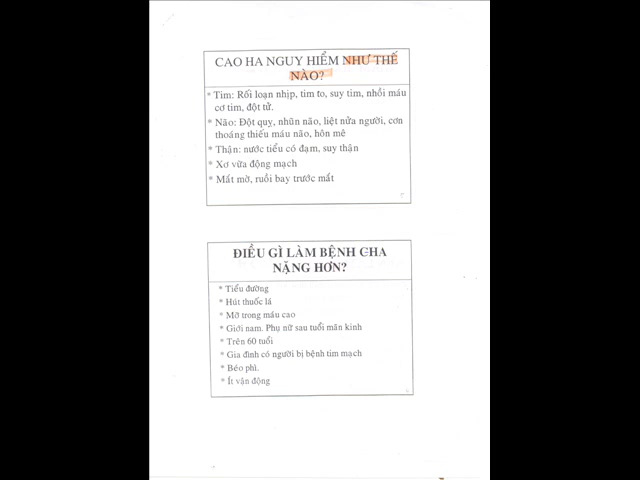 CAO HA NGUY HIỂM NHƯ THẾ
NÀO?
* Tim: Rối loạn nhịp, tim to, suy tim, nhồi máu
cơ tim, đột tử.
* Não: Đột quỵ, nhũn não, liệt nửa người, cơn
thoáng thiếu máu não, hôn mê
* Thận: nước tiểu có đạm, suy thận
* Xơ vữa động mạch
* Mắt mờ, ruồi bay trước mắt
ĐIỀU GÌ LÀM BỆNH CHA
NẶNG HƠN?
* Tiểu đường
* Hút thuốc lá
* Mỡ trong máu cao
* Giới nam. Phụ nữ sau tuổi mãn kinh
* Trên 60 tuổi
* Gia đình có người bị bệnh tim mạch
* Béo phì.
* Ít vận động